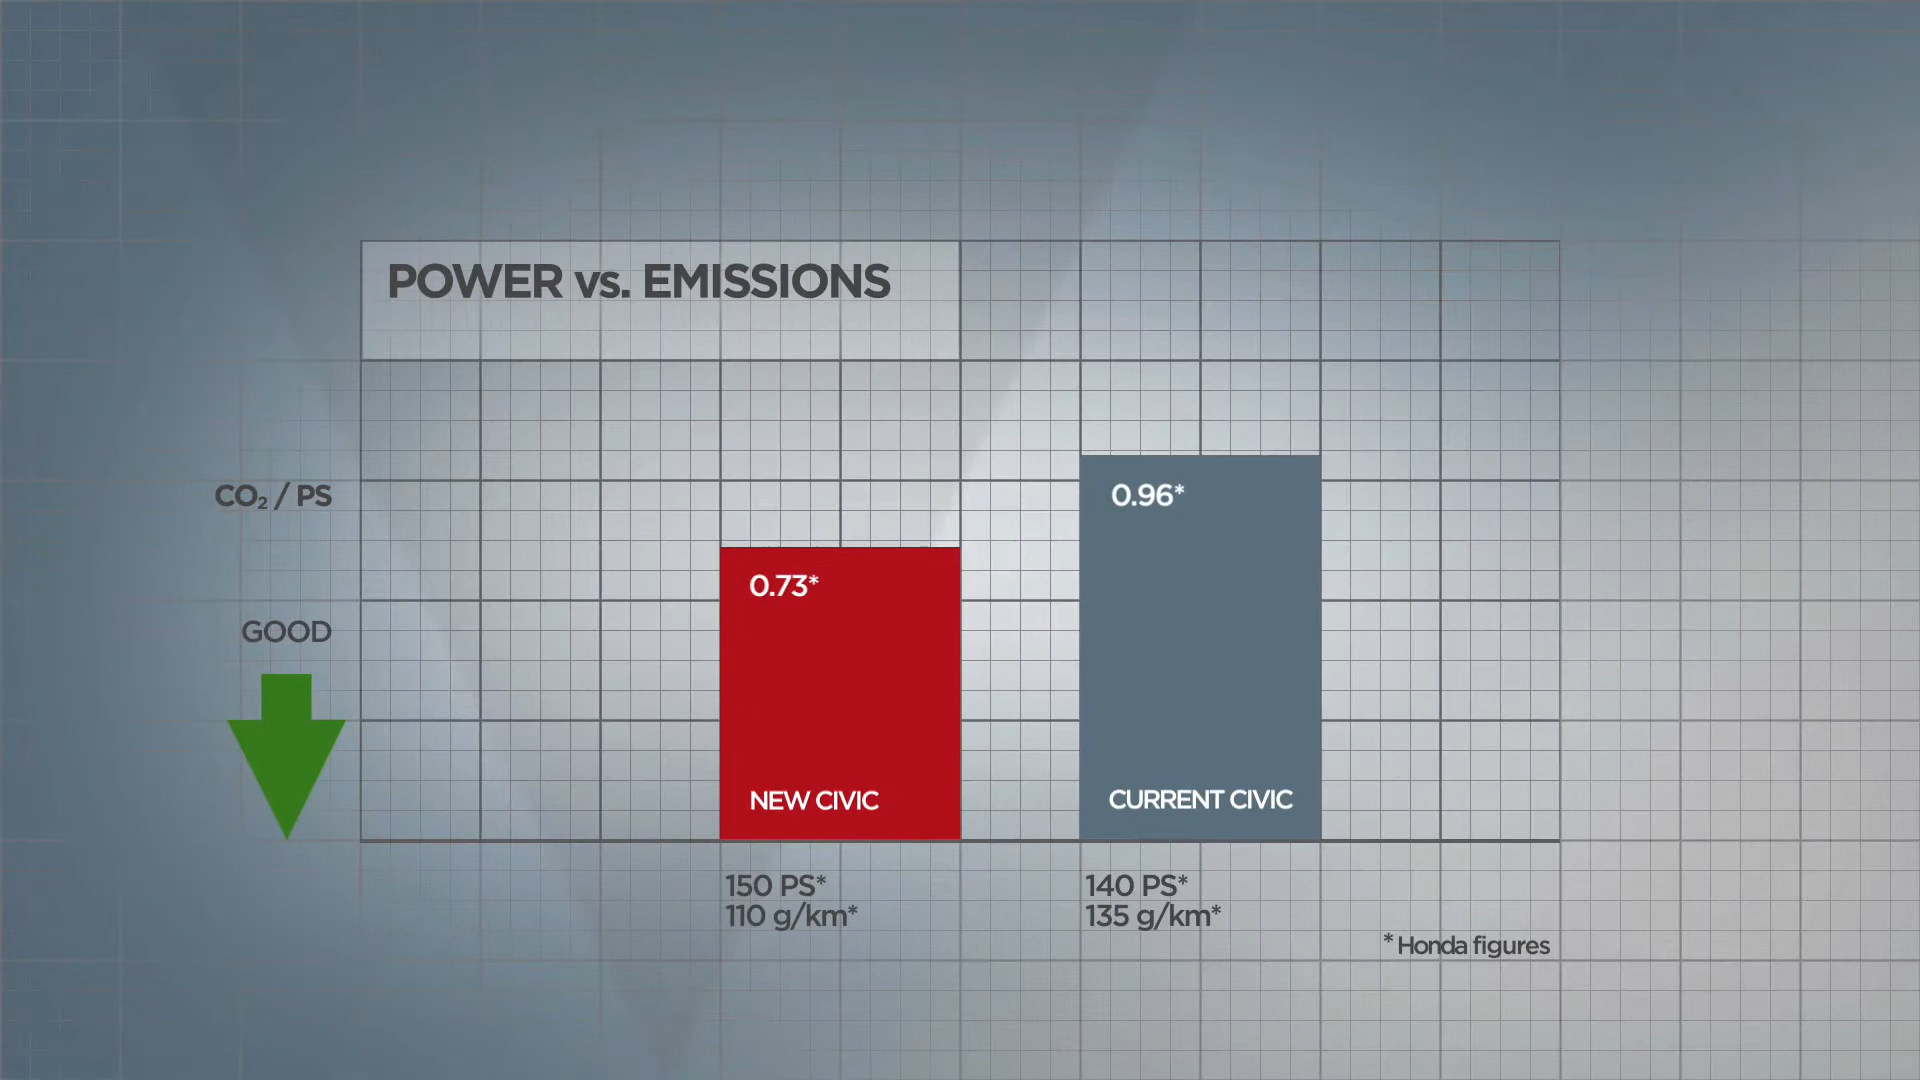 POWER vs. EMISSIONS
CO₂ / PS
GOOD
0.73*
NEW CIVIC
0.96*
CURRENT CIVIC
150 PS*
110 g/km*
140 PS*
135 g/km*
* Honda figures